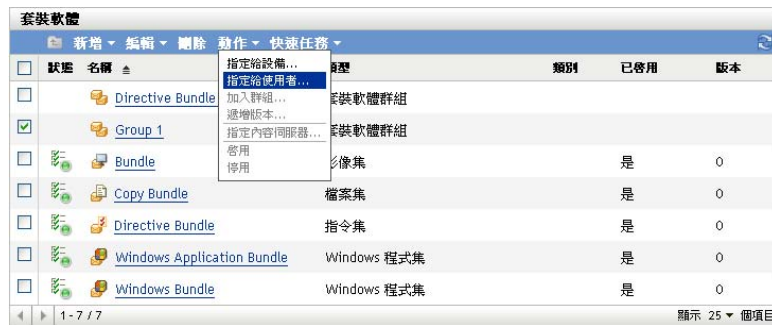 套裝軟體
新增 編輯 刪除 動作 快速任務
狀態 名稱 類型 類別 已啓用 版本
指定給設備...
指定給使用者...
加入群組...
遞增版本...
指定內容伺服器...
啓用
停用
Directive Bundle 套裝軟體群組
Group 1 套裝軟體群組
Bundle 影像集 是 0
Copy Bundle 檔案集 是 0
Directive Bundle 指令集 是 0
Windows Application Bundle Windows 程式集 是 0
Windows Bundle Windows 程式集 是 0
1 - 7 / 7 顯示 25 個項目